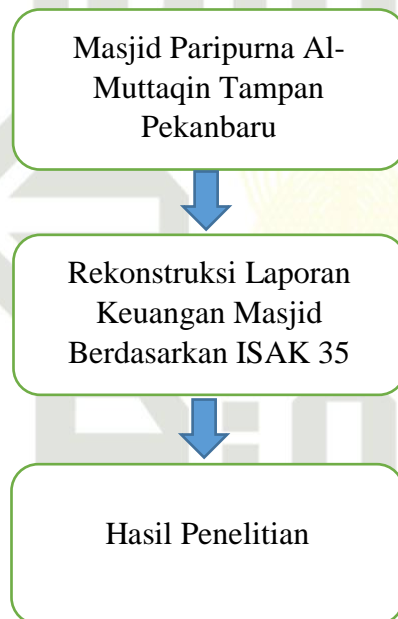 Masjid Paripurna Al-
Muttaqin Tampan
Pekanbaru
Rekonstruksi Laporan
Keuangan Masjid
Berdasarkan ISAK 35
Hasil Penelitian